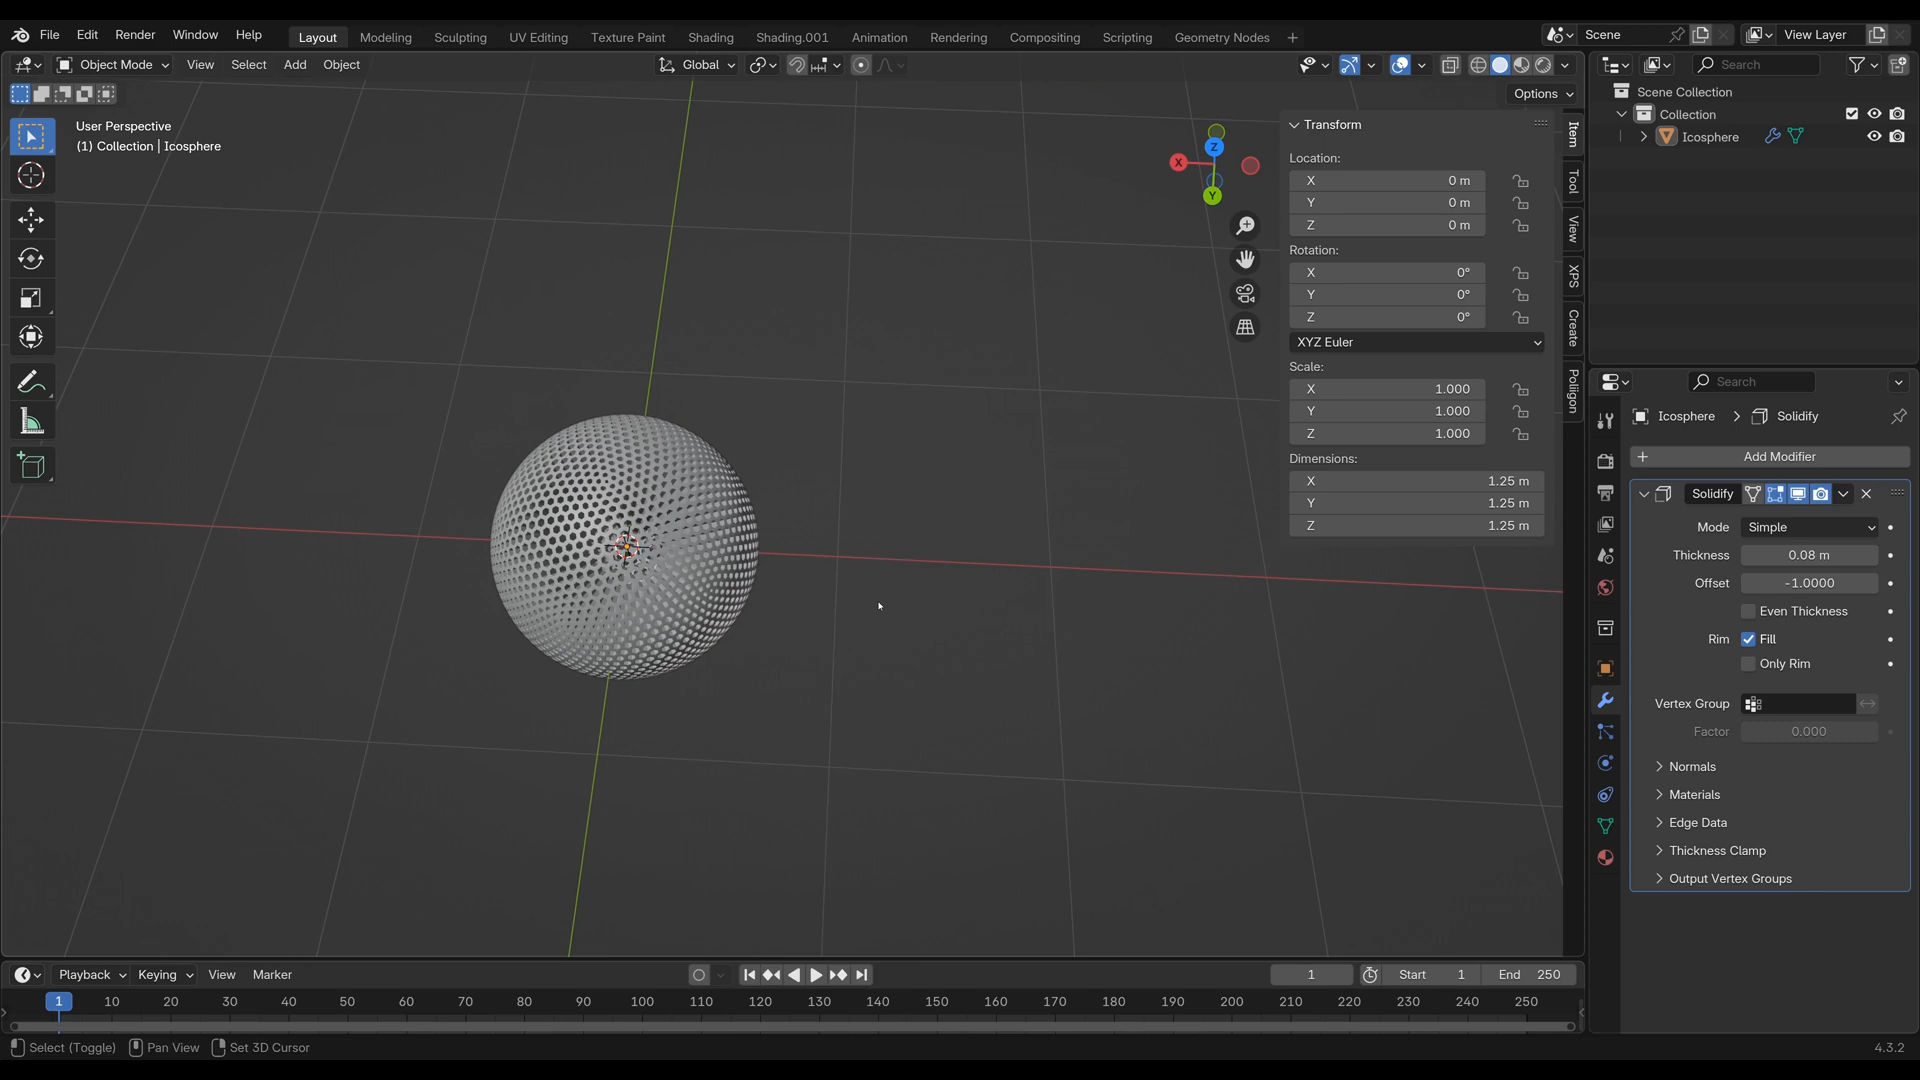 File Edit Render Window Help Layout Modeling Sculpting UV Editing Texture Paint Shading Shading.001 Animation Rendering Compositing Scripting Geometry Nodes + Scene View Layer
Object Mode View Select Add Object Global Search
Options
User Perspective
(1) Collection | Icosphere
Z
X
Y
Transform
Location:
X 0 m
Y 0 m
Z 0 m
Rotation:
X 0°
Y 0°
Z 0°
XYZ Euler
Scale:
X 1.000
Y 1.000
Z 1.000
Dimensions:
X 1.25 m
Y 1.25 m
Z 1.25 m
Item
Tool
View
XPS
Create
Poliigon
Scene Collection
Collection
Icosphere
Search
Icosphere > Solidify
+ Add Modifier
Solidify
Mode Simple
Thickness 0.08 m
Offset -1.0000
Even Thickness
Rim Fill
Only Rim
Vertex Group
Factor 0.000
Normals
Materials
Edge Data
Thickness Clamp
Output Vertex Groups
Playback Keying View Marker 1 Start 1 End 250
1 10 20 30 40 50 60 70 80 90 100 110 120 130 140 150 160 170 180 190 200 210 220 230 240 250
Select (Toggle) Pan View Set 3D Cursor 4.3.2